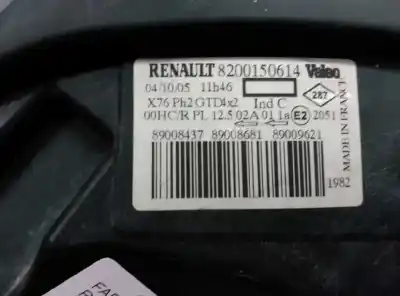 RENAULT 8200150614 Valeo
04/10/05 11h46
287
X76 Ph2 GTD4x2 Ind C
00HC/R PL 12.5 02A 01 1a E2 2051
89008437 89008681 89009621
MADE IN FRANCE
1982